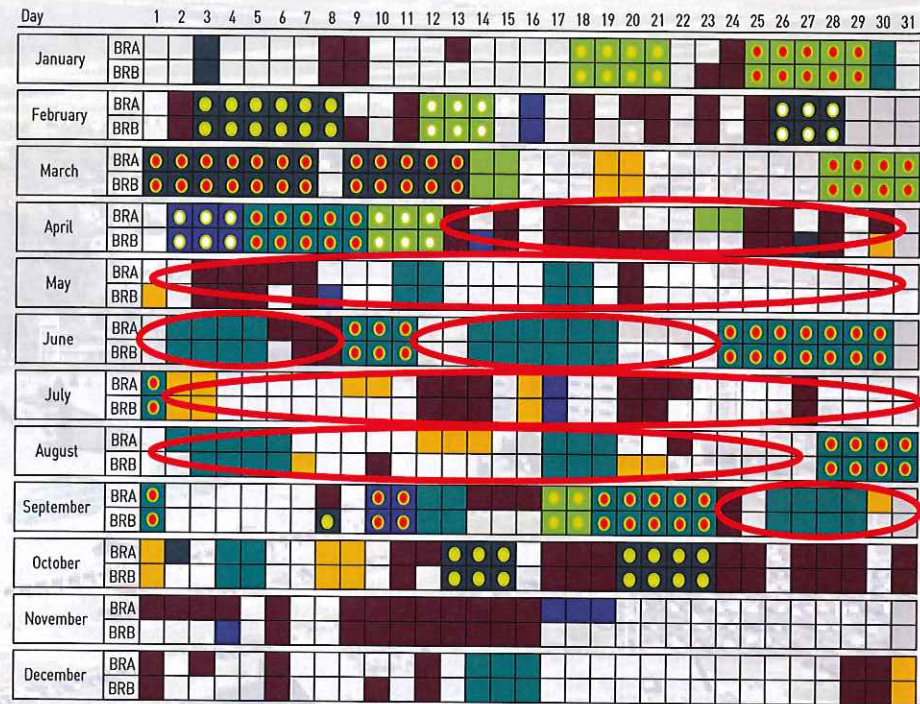 Day 1 2 3 4 5 6 7 8 9 10 11 12 13 14 15 16 17 18 19 20 21 22 23 24 25 26 27 28 29 30 31
January BRA
BRB
February BRA
BRB
March BRA
BRB
April BRA
BRB
May BRA
BRB
June BRA
BRB
July BRA
BRB
August BRA
BRB
September BRA
BRB
October BRA
BRB
November BRA
BRB
December BRA
BRB